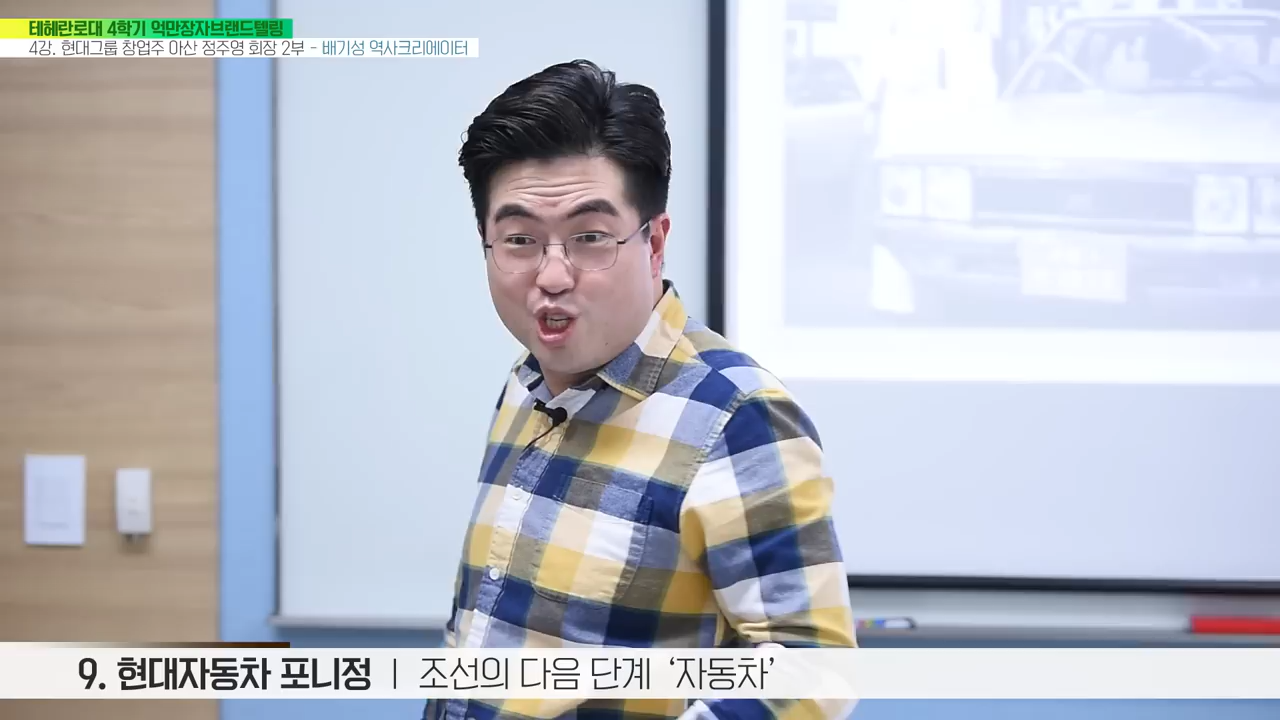 테헤란로대 4학기 억만장자브랜드텔링
4강. 현대그룹 창업주 아산 정주영 회장 2부 - 배기성 역사크리에이터
9. 현대자동차 포니정 | 조선의 다음 단계 ‘자동차’